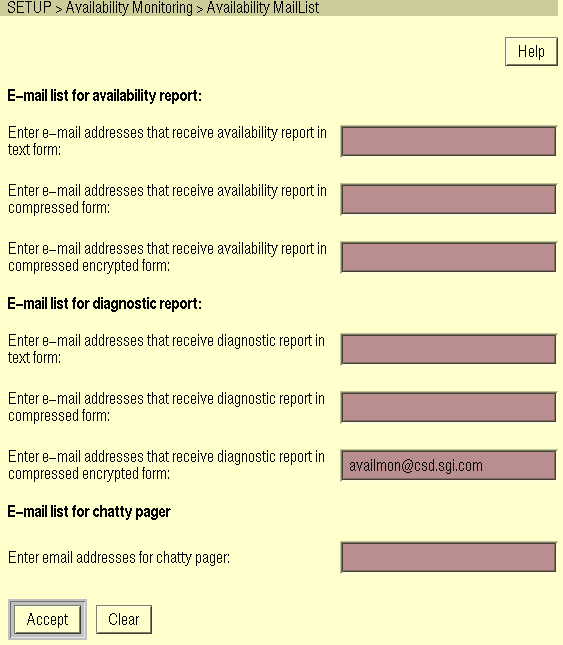 SETUP > Availability Monitoring > Availability MailList
Help
E-mail list for availability report:
Enter e-mail addresses that receive availability report in
text form:
Enter e-mail addresses that receive availability report in
compressed form:
Enter e-mail addresses that receive availability report in
compressed encrypted form:
E-mail list for diagnostic report:
Enter e-mail addresses that receive diagnostic report in
text form:
Enter e-mail addresses that receive diagnostic report in
compressed form:
Enter e-mail addresses that receive diagnostic report in
compressed encrypted form:
availmon@csd.sgi.com
E-mail list for chatty pager
Enter email addresses for chatty pager:
Accept Clear